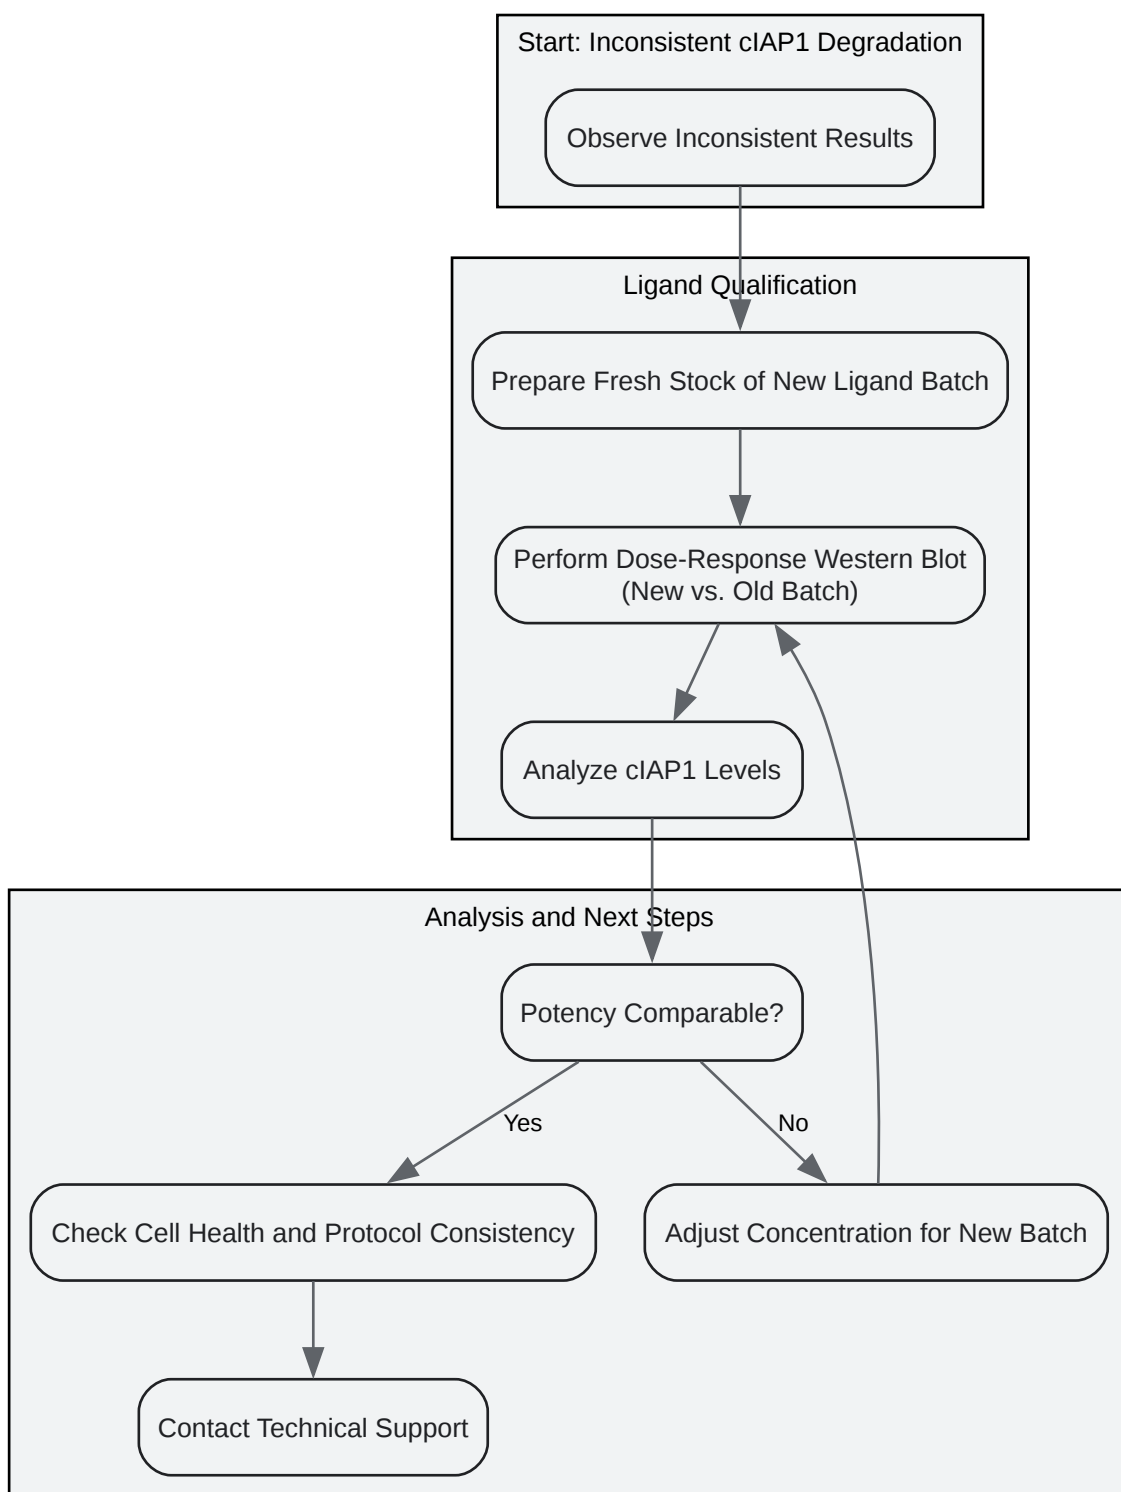 Start: Inconsistent cIAP1 Degradation
Observe Inconsistent Results
Ligand Qualification
Prepare Fresh Stock of New Ligand Batch
Perform Dose-Response Western Blot
(New vs. Old Batch)
Analyze cIAP1 Levels
Analysis and Next Steps
Potency Comparable?
Yes
No
Check Cell Health and Protocol Consistency
Adjust Concentration for New Batch
Contact Technical Support